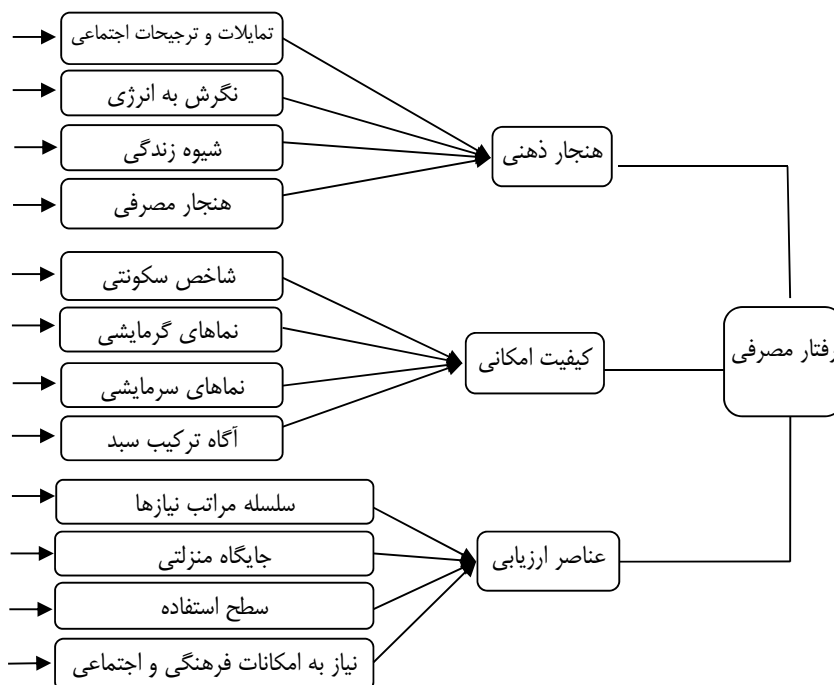 تمایلات و ترجیحات اجتماعی
نگرش به انرژی
شیوه زندگی
هنجار مصرفی
هنجار ذهنی
شاخص سکونتی
نماهای گرمایشی
نماهای سرمایشی
آگاه ترکیب سبد
کیفیت امکانی
رفتار مصرفی
سلسله مراتب نیازها
جایگاه منزلتی
سطح استفاده
نیاز به امکانات فرهنگی و اجتماعی
عناصر ارزیابی